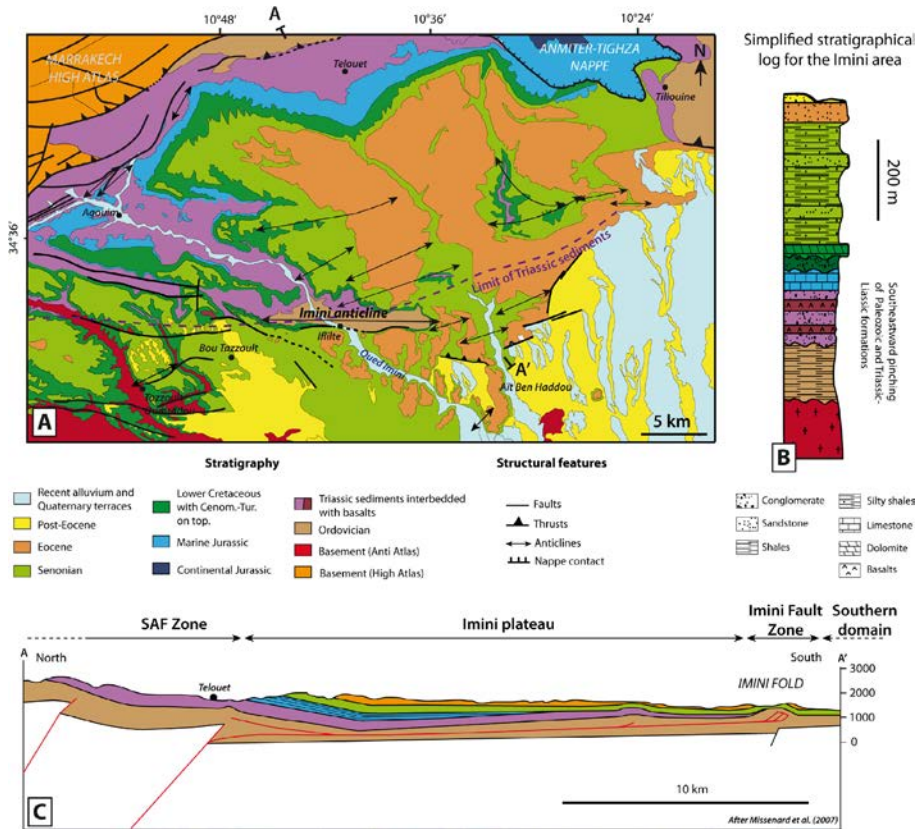 10°48'
A
10°36'
10°24'
34°36'
MARRAKECH
HIGH ATLAS
ANMITER-TIGHZA
NAPPE
N
Telouet
Tiliouine
Agouim
Limit of Triassic sediments
Imini anticline
Iflilte
Bou Tazzoult
Oued Imini
A'
Ait Ben Haddou
A
5 km
Simplified stratigraphical
log for the Imini area
200 m
Southeastward pinching
of Paleozoic and Triassic-
Liassic formations
B
Stratigraphy
Recent alluvium and
Quaternary terraces
Post-Eocene
Eocene
Senonian
Lower Cretaceous
with Cenom.-Tur.
on top.
Marine Jurassic
Continental Jurassic
Triassic sediments interbedded
with basalts
Ordovician
Basement (Anti Atlas)
Basement (High Atlas)
Structural features
Faults
Thrusts
Anticlines
Nappe contact
Conglomerate
Sandstone
Shales
Silty shales
Limestone
Dolomite
Basalts
SAF Zone
Imini plateau
Imini Fault
Zone
Southern
domain
A
North
South
A'
Telouet
IMINI FOLD
3000
2000
1000
0
C
10 km
After Missenard et al. (2007)